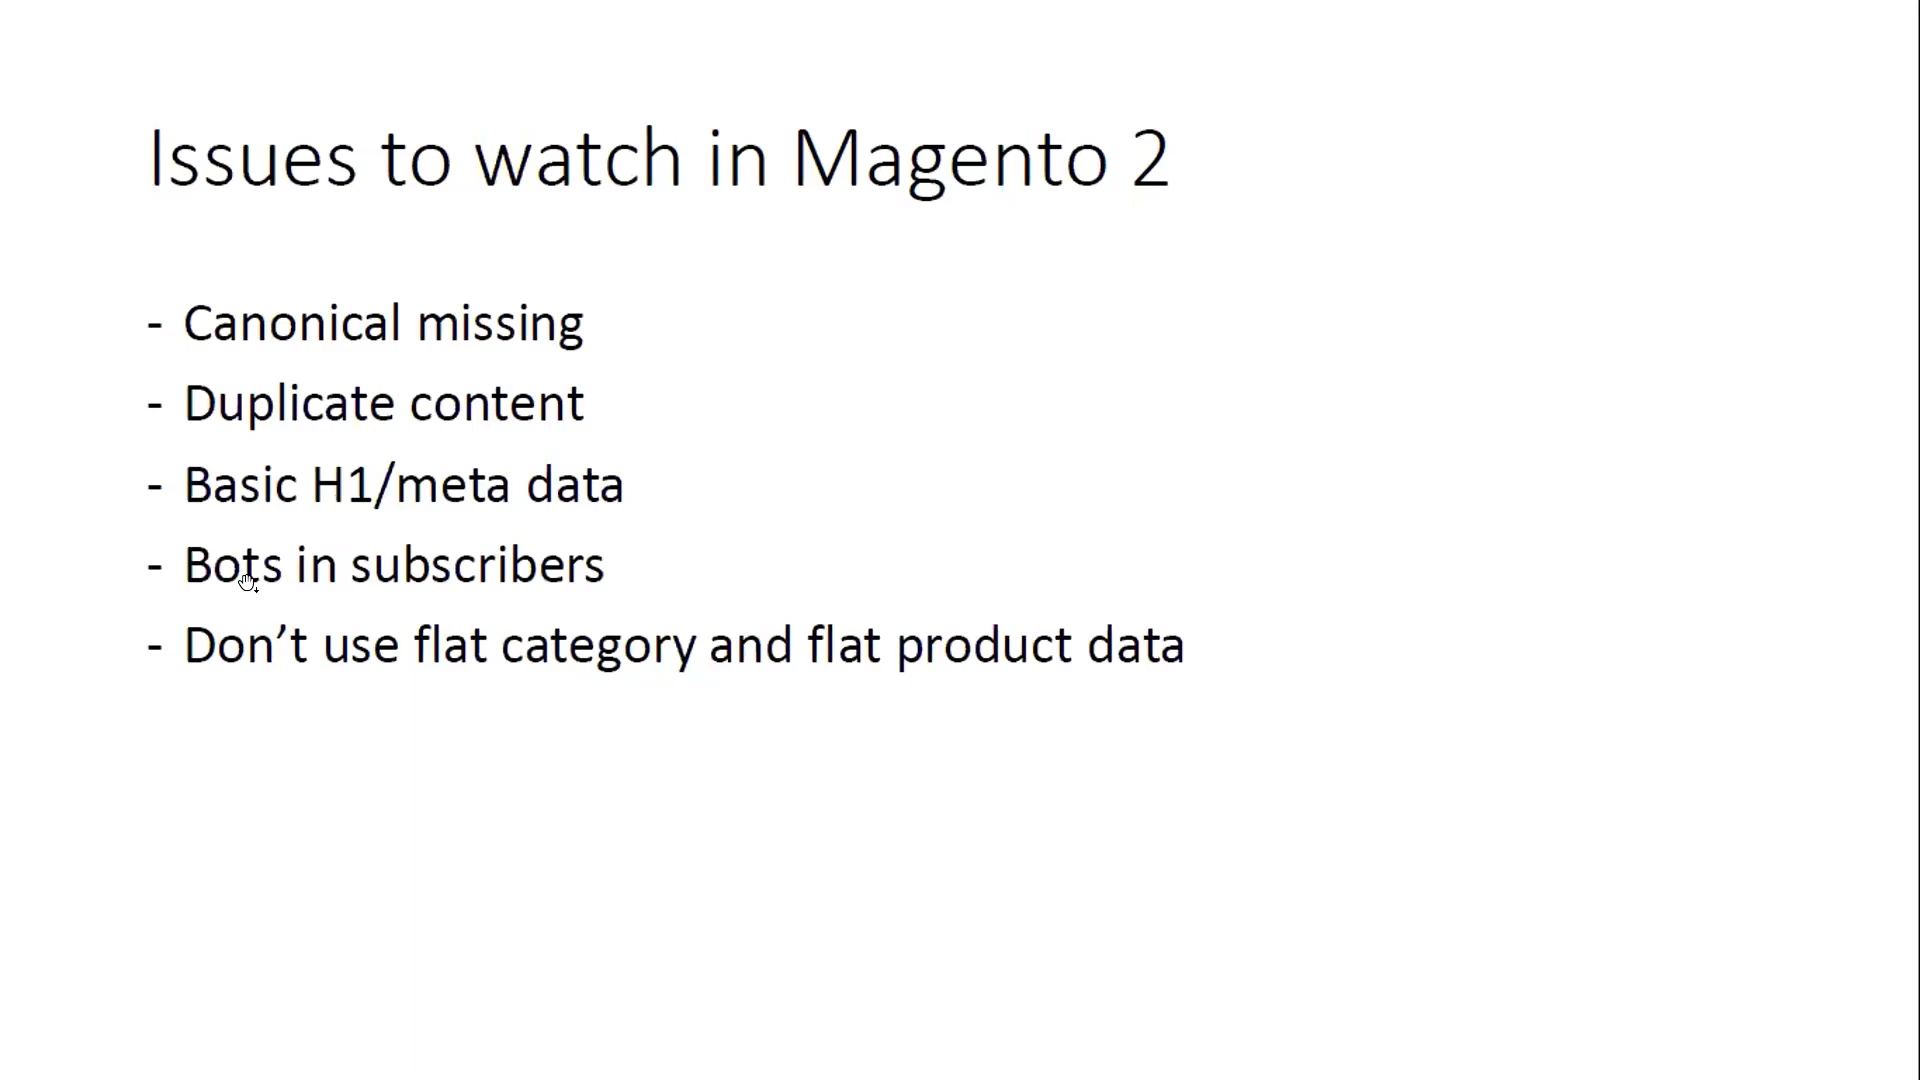 Issues to watch in Magento 2
- Canonical missing
- Duplicate content
- Basic H1/meta data
- Bots in subscribers
- Don’t use flat category and flat product data